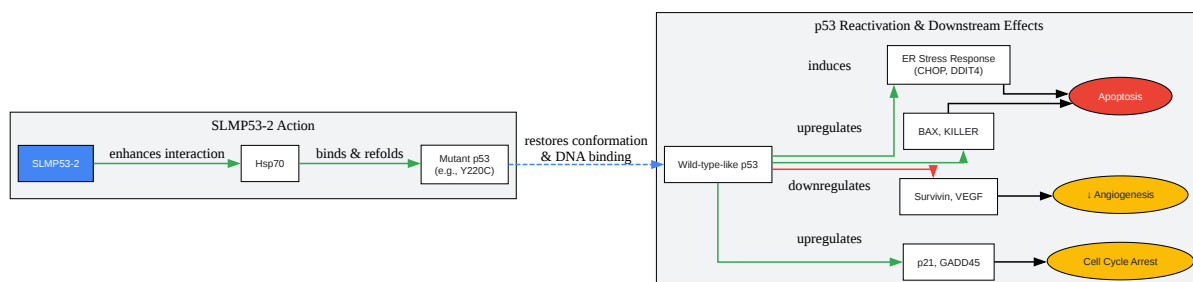 p53 Reactivation & Downstream Effects
ER Stress Response
(CHOP, DDIT4)
induces
Apoptosis
SLMP53-2 Action
upregulates
BAX, KILLER
restores conformation
& DNA binding
SLMP53-2
enhances interaction
Hsp70
binds & refolds
Mutant p53
(e.g., Y220C)
Wild-type-like p53
downregulates
Survivin, VEGF
↓ Angiogenesis
upregulates
p21, GADD45
Cell Cycle Arrest